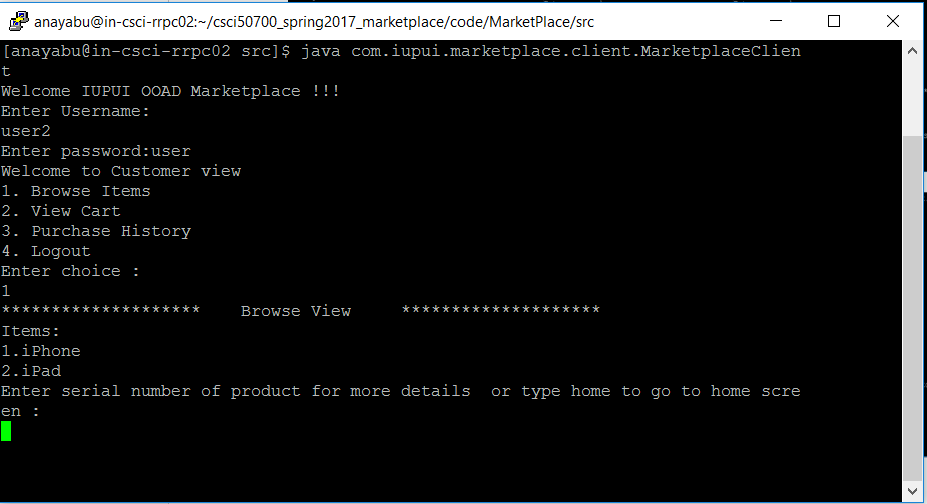 anayabu@in-csci-rrpc02:~/csci50700_spring2017_marketplace/code/MarketPlace/src
[anayabu@in-csci-rrpc02 src]$ java com.iupui.marketplace.client.MarketplaceClien
t
Welcome IUPUI OOAD Marketplace !!!
Enter Username:
user2
Enter password:user
Welcome to Customer view
1. Browse Items
2. View Cart
3. Purchase History
4. Logout
Enter choice :
1
********************    Browse View     ********************
Items:
1.iPhone
2.iPad
Enter serial number of product for more details  or type home to go to home scre
en :